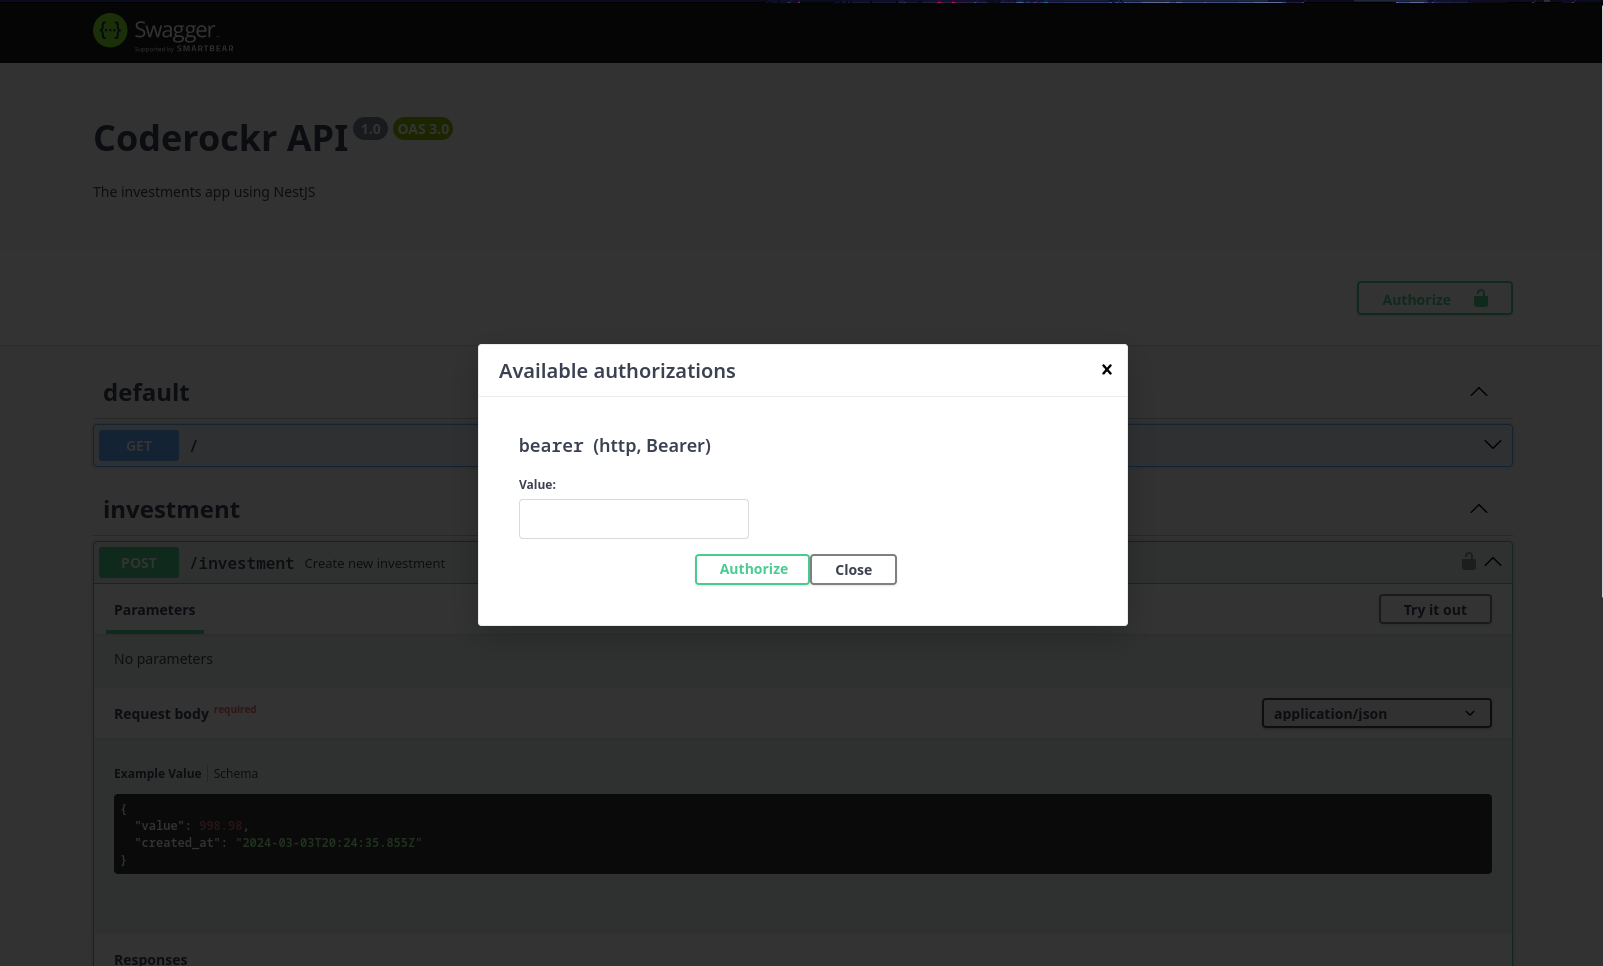 Swagger
Supported by SMARTBEAR
Coderockr API 1.0 OAS 3.0
The investments app using NestJS
Authorize
Available authorizations
default
bearer (http, Bearer)
GET /
Value:
investment
Authorize Close
POST /investment Create new investment
Parameters
Try it out
No parameters
Request body required
application/json
Example Value Schema
{
"value": 998.98,
"created_at": "2024-03-03T20:24:35.855Z"
}
Responses